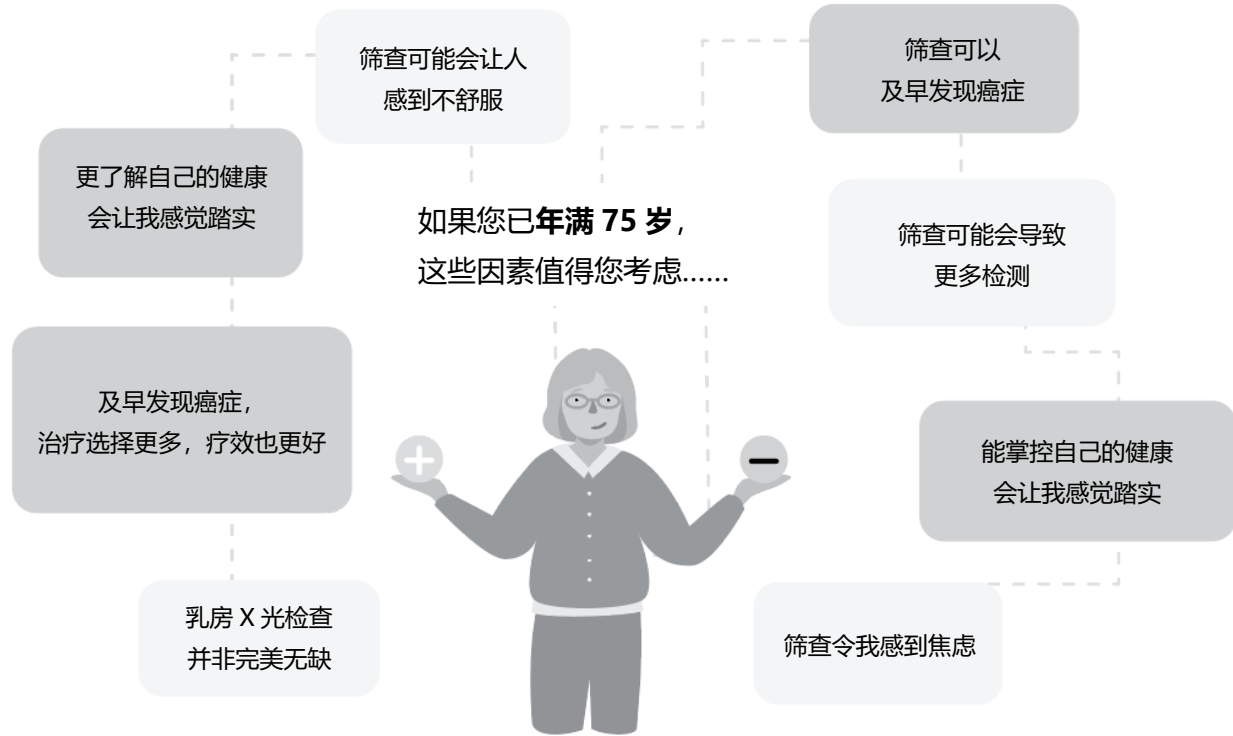 筛查可能会让人
感到不舒服
筛查可以
及早发现癌症
更了解自己的健康
会让我感觉踏实
如果您已年满 75 岁，
这些因素值得您考虑......
筛查可能会导致
更多检测
及早发现癌症，
治疗选择更多，疗效也更好
能掌控自己的健康
会让我感觉踏实
乳房 X 光检查
并非完美无缺
筛查令我感到焦虑